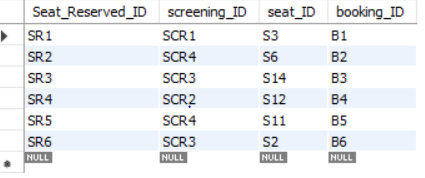 Seat_Reserved_ID screening_ID seat_ID booking_ID
SR1 SCR1 S3 B1
SR2 SCR4 S6 B2
SR3 SCR3 S14 B3
SR4 SCR2 S12 B4
SR5 SCR4 S11 B5
SR6 SCR3 S2 B6
NULL NULL NULL NULL